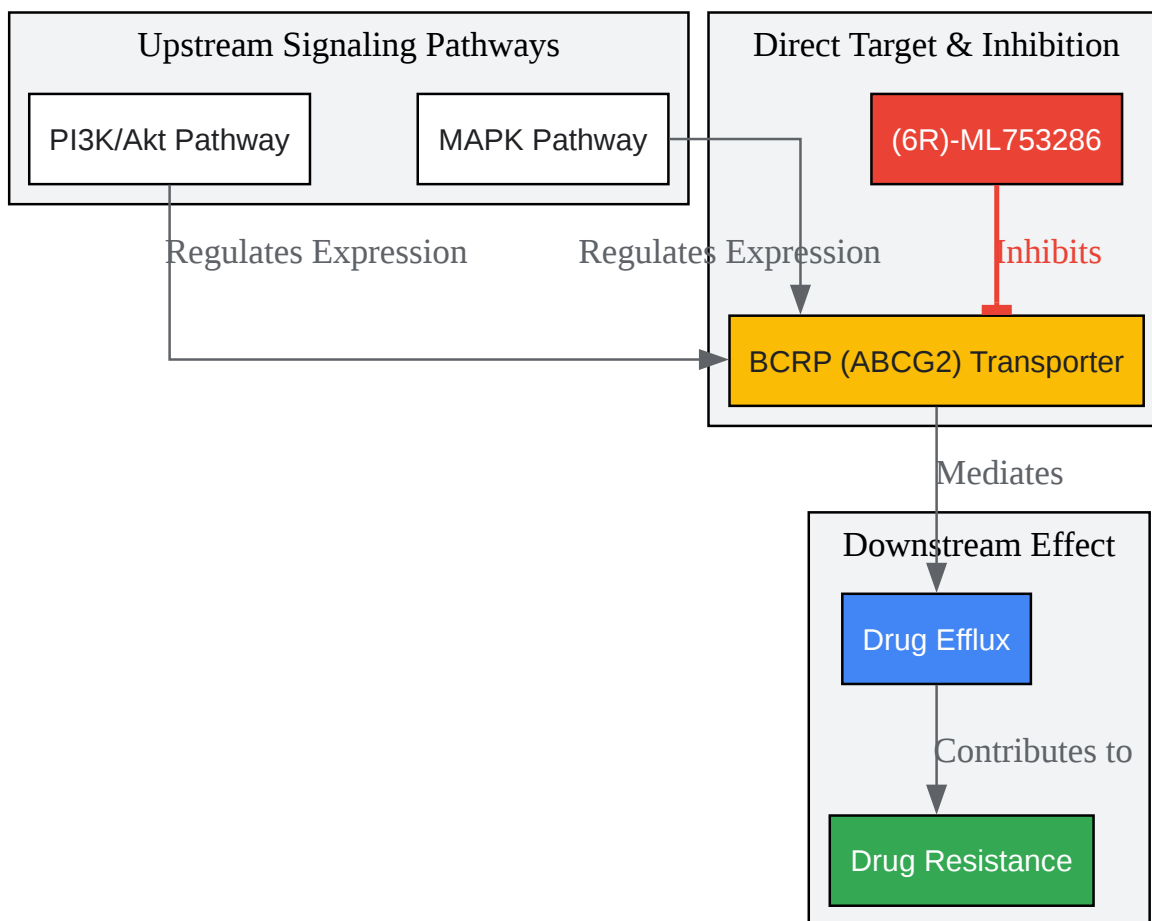 Upstream Signaling Pathways
Direct Target & Inhibition
PI3K/Akt Pathway
MAPK Pathway
(6R)-ML753286
Regulates Expression
Regulates Expression
Inhibits
BCRP (ABCG2) Transporter
Mediates
Downstream Effect
Drug Efflux
Contributes to
Drug Resistance